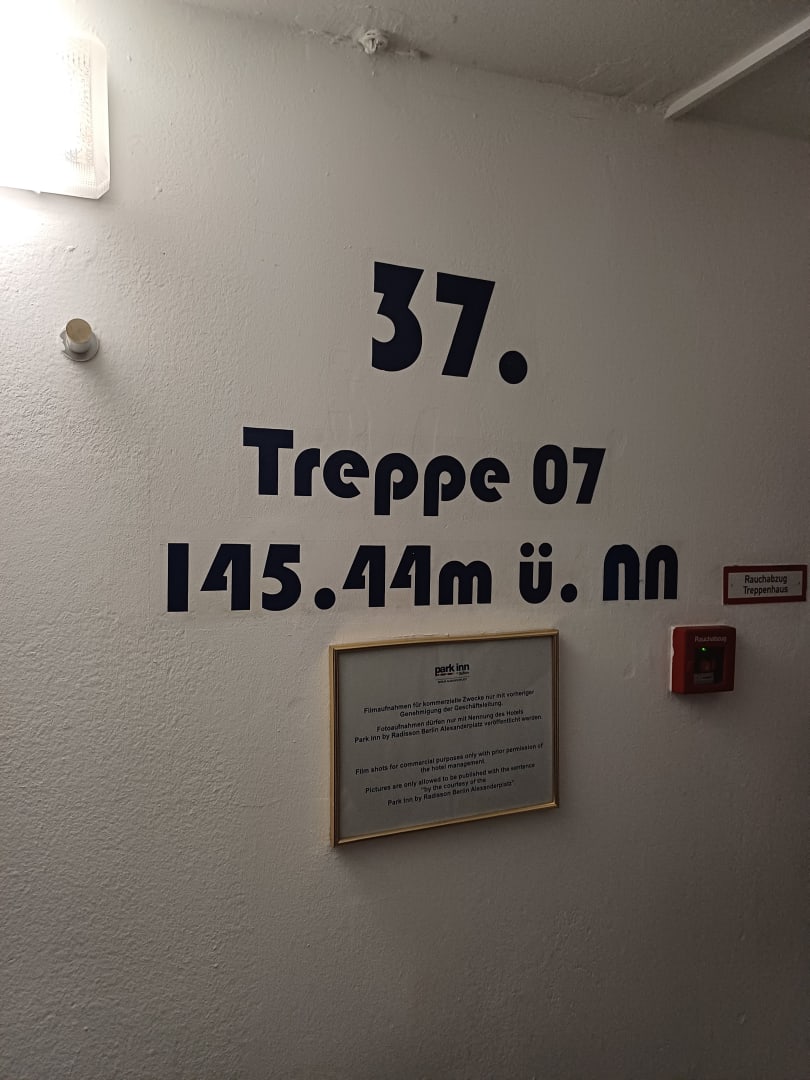 37.
Treppe 07
145.44m ü. NN
Rauchabzug
Treppenhaus
Rauchabzug
park inn
Filmaufnahmen für kommerzielle Zwecke nur mit vorheriger
Genehmigung der Geschäftsleitung.
Fotoaufnahmen dürfen nur mit Nennung des Hotels
Park Inn by Radisson Berlin Alexanderplatz veröffentlicht werden.
Film shots for commercial purposes only with prior permission of
the hotel management.
Pictures are only allowed to be published with the sentence
"by the courtesy of the
Park Inn by Radisson Berlin Alexanderplatz".